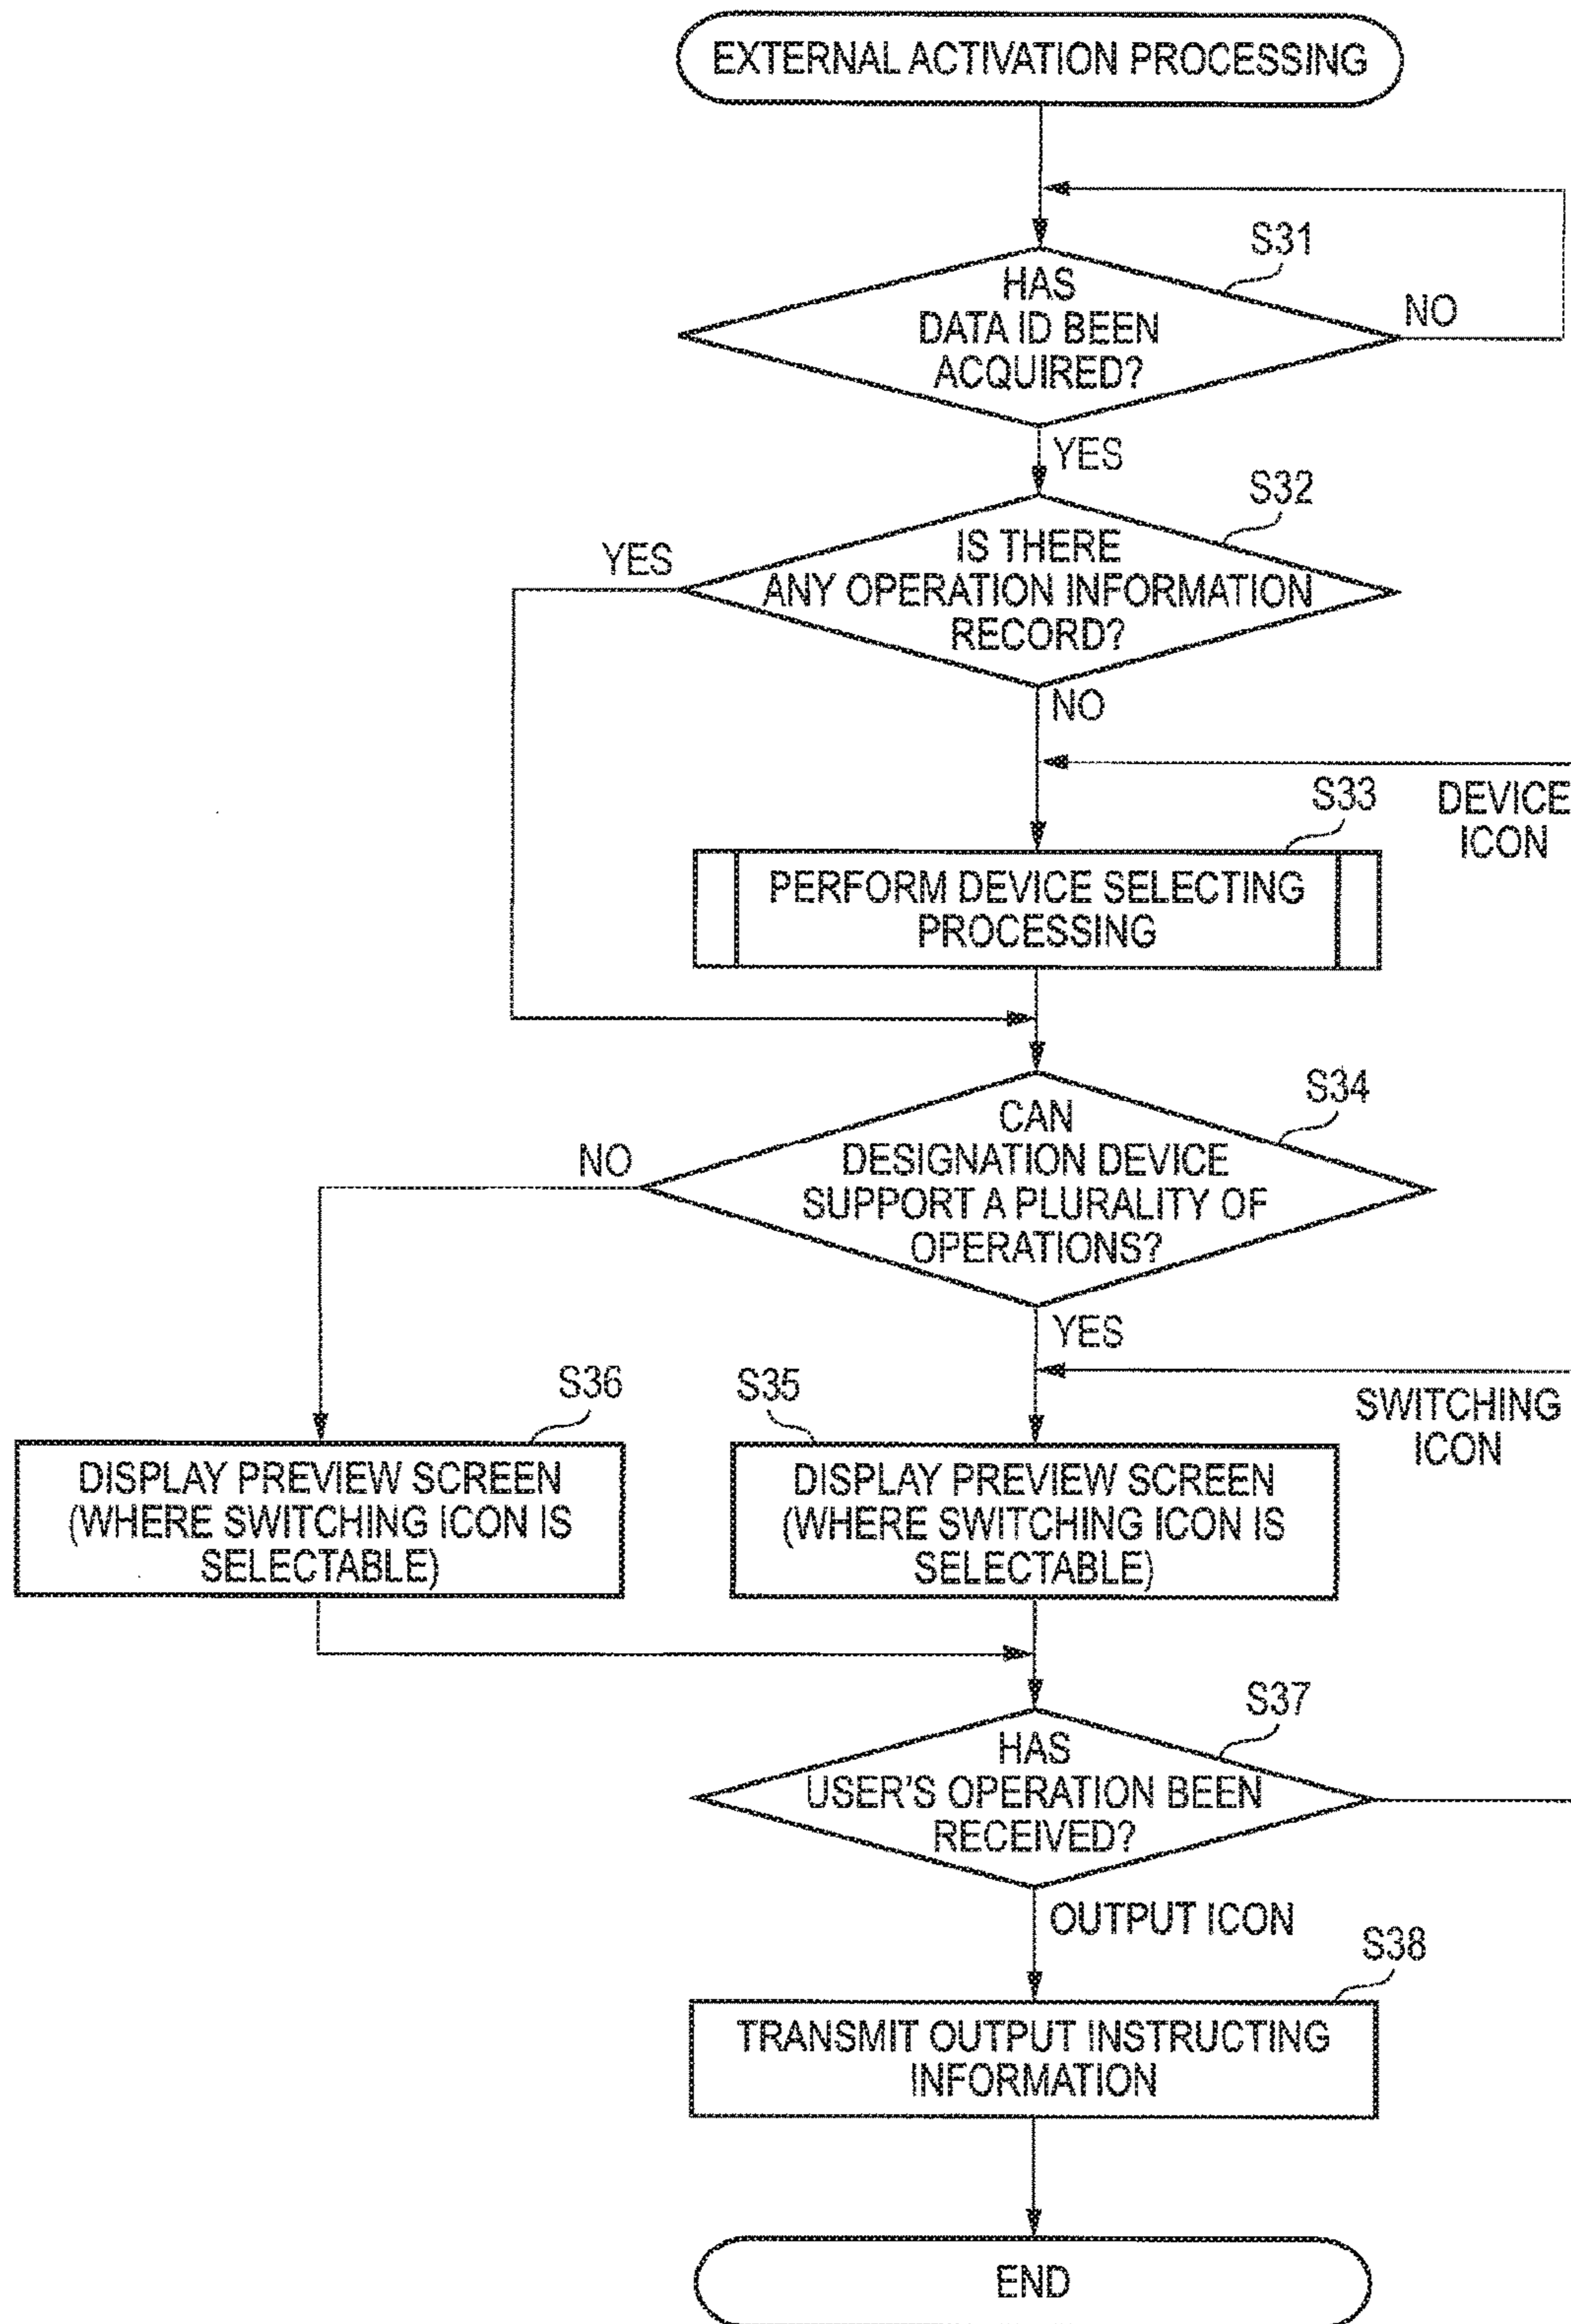 EXTERNAL ACTIVATION PROCESSING
S31
HAS
DATA ID BEEN
ACQUIRED?
NO
YES
S32
IS THERE
ANY OPERATION INFORMATION
RECORD?
YES
NO
DEVICE
ICON
S33
PERFORM DEVICE SELECTING
PROCESSING
S34
CAN
DESIGNATION DEVICE
SUPPORT A PLURALITY OF
OPERATIONS?
NO
YES
SWITCHING
ICON
S36
DISPLAY PREVIEW SCREEN
(WHERE SWITCHING ICON IS
SELECTABLE)
S35
DISPLAY PREVIEW SCREEN
(WHERE SWITCHING ICON IS
SELECTABLE)
S37
HAS
USER'S OPERATION BEEN
RECEIVED?
OUTPUT ICON
S38
TRANSMIT OUTPUT INSTRUCTING
INFORMATION
END